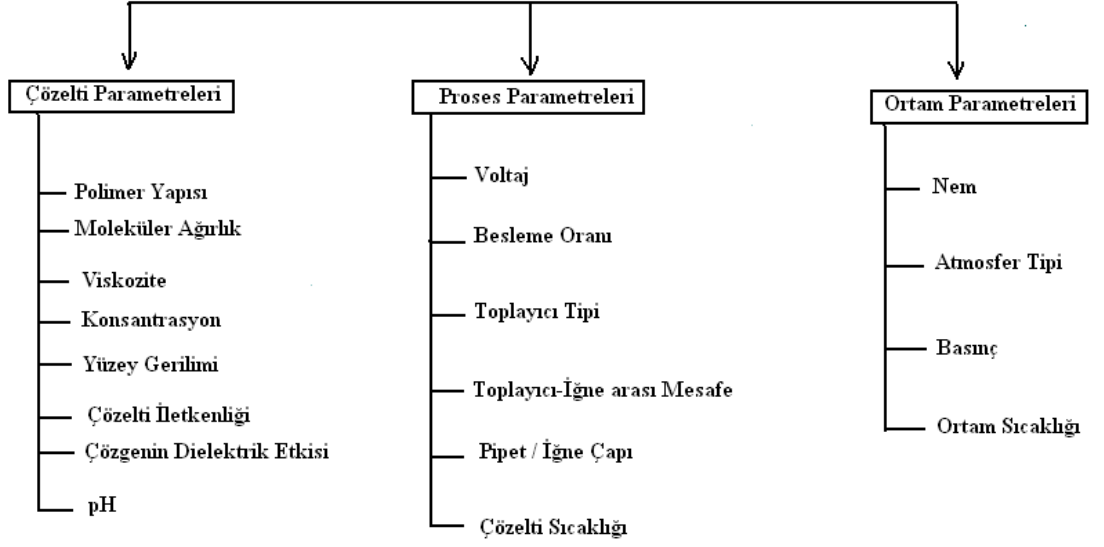 Çözelti Parametreleri
Polimer Yapısı
Moleküler Ağırlık
Viskozite
Konsantrasyon
Yüzey Gerilimi
Çözelti İletkenliği
Çözgenin Dielektrik Etkisi
pH
Proses Parametreleri
Voltaj
Besleme Oranı
Toplayıcı Tipi
Toplayıcı-İğne arası Mesafe
Pipet / İğne Çapı
Çözelti Sıcaklığı
Ortam Parametreleri
Nem
Atmosfer Tipi
Basınç
Ortam Sıcaklığı